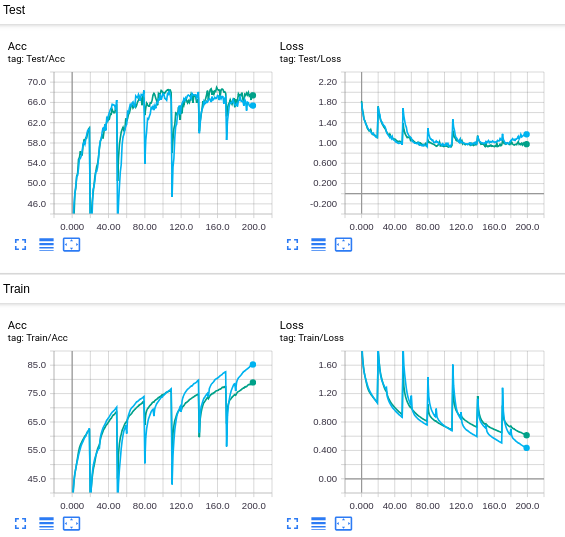 Test
Acc
tag: Test/Acc
70.0
66.0
62.0
58.0
54.0
50.0
46.0
0.000 40.00 80.00 120.0 160.0 200.0
Loss
tag: Test/Loss
2.20
1.80
1.40
1.00
0.600
0.200
-0.200
0.000 40.00 80.00 120.0 160.0 200.0
Train
Acc
tag: Train/Acc
85.0
75.0
65.0
55.0
45.0
0.000 40.00 80.00 120.0 160.0 200.0
Loss
tag: Train/Loss
1.60
1.20
0.800
0.400
0.00
0.000 40.00 80.00 120.0 160.0 200.0